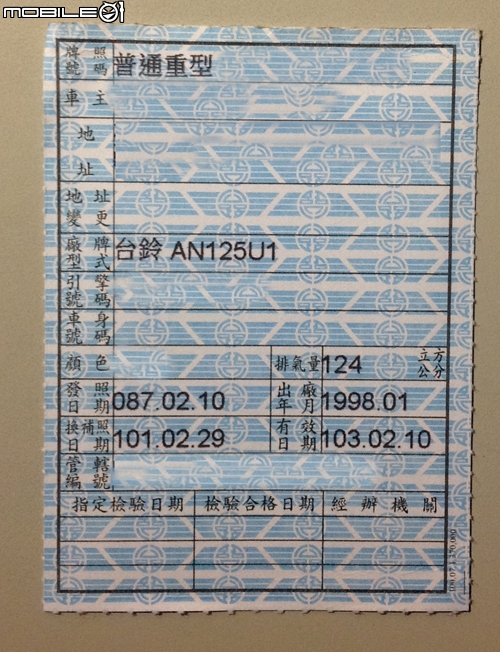 mobile01
牌照號碼 普通重型
車主
地址
地址變更
廠牌型式 台鈴 AN125U1
引擎號碼
車身號碼
顏色 排氣量 124 立方公分
發照日期 087.02.10 出廠年月 1998.01
換補照日期 101.02.29 有效日期 103.02.10
管轄編號
指定檢驗日期 檢驗合格日期 經辦機關